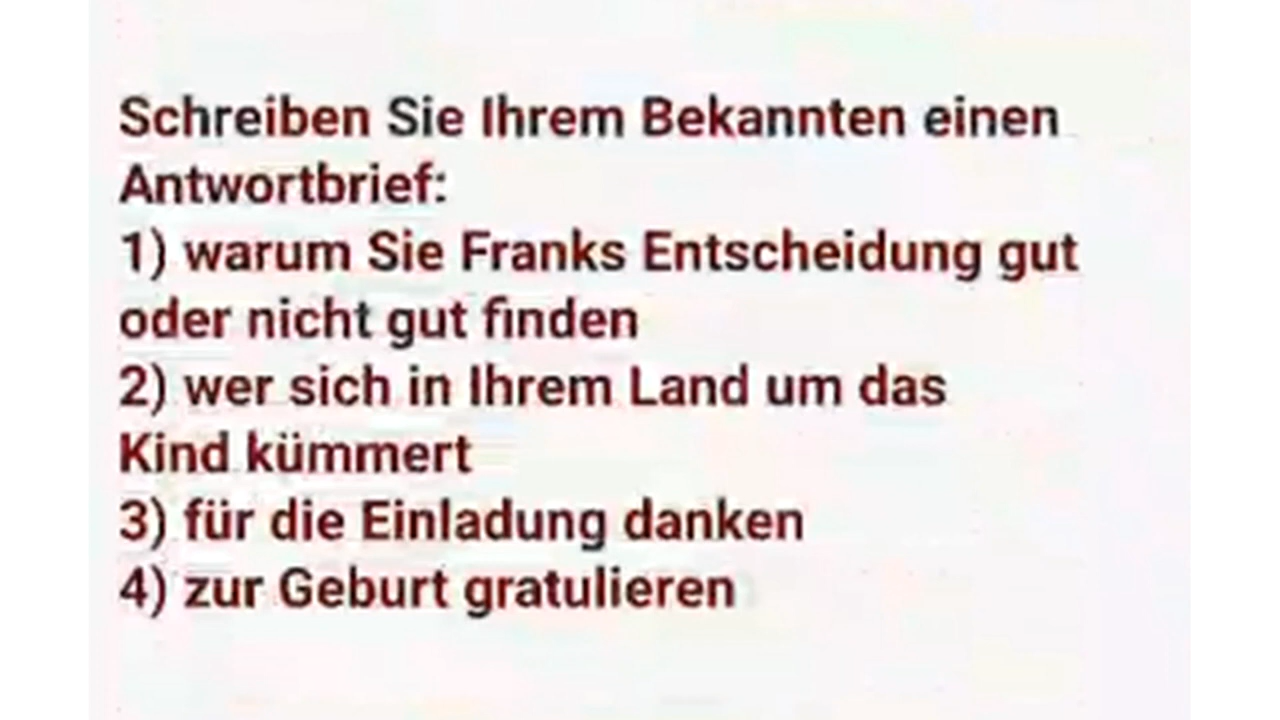 Schreiben Sie Ihrem Bekannten einen
Antwortbrief:
1) warum Sie Franks Entscheidung gut
oder nicht gut finden
2) wer sich in Ihrem Land um das
Kind kümmert
3) für die Einladung danken
4) zur Geburt gratulieren